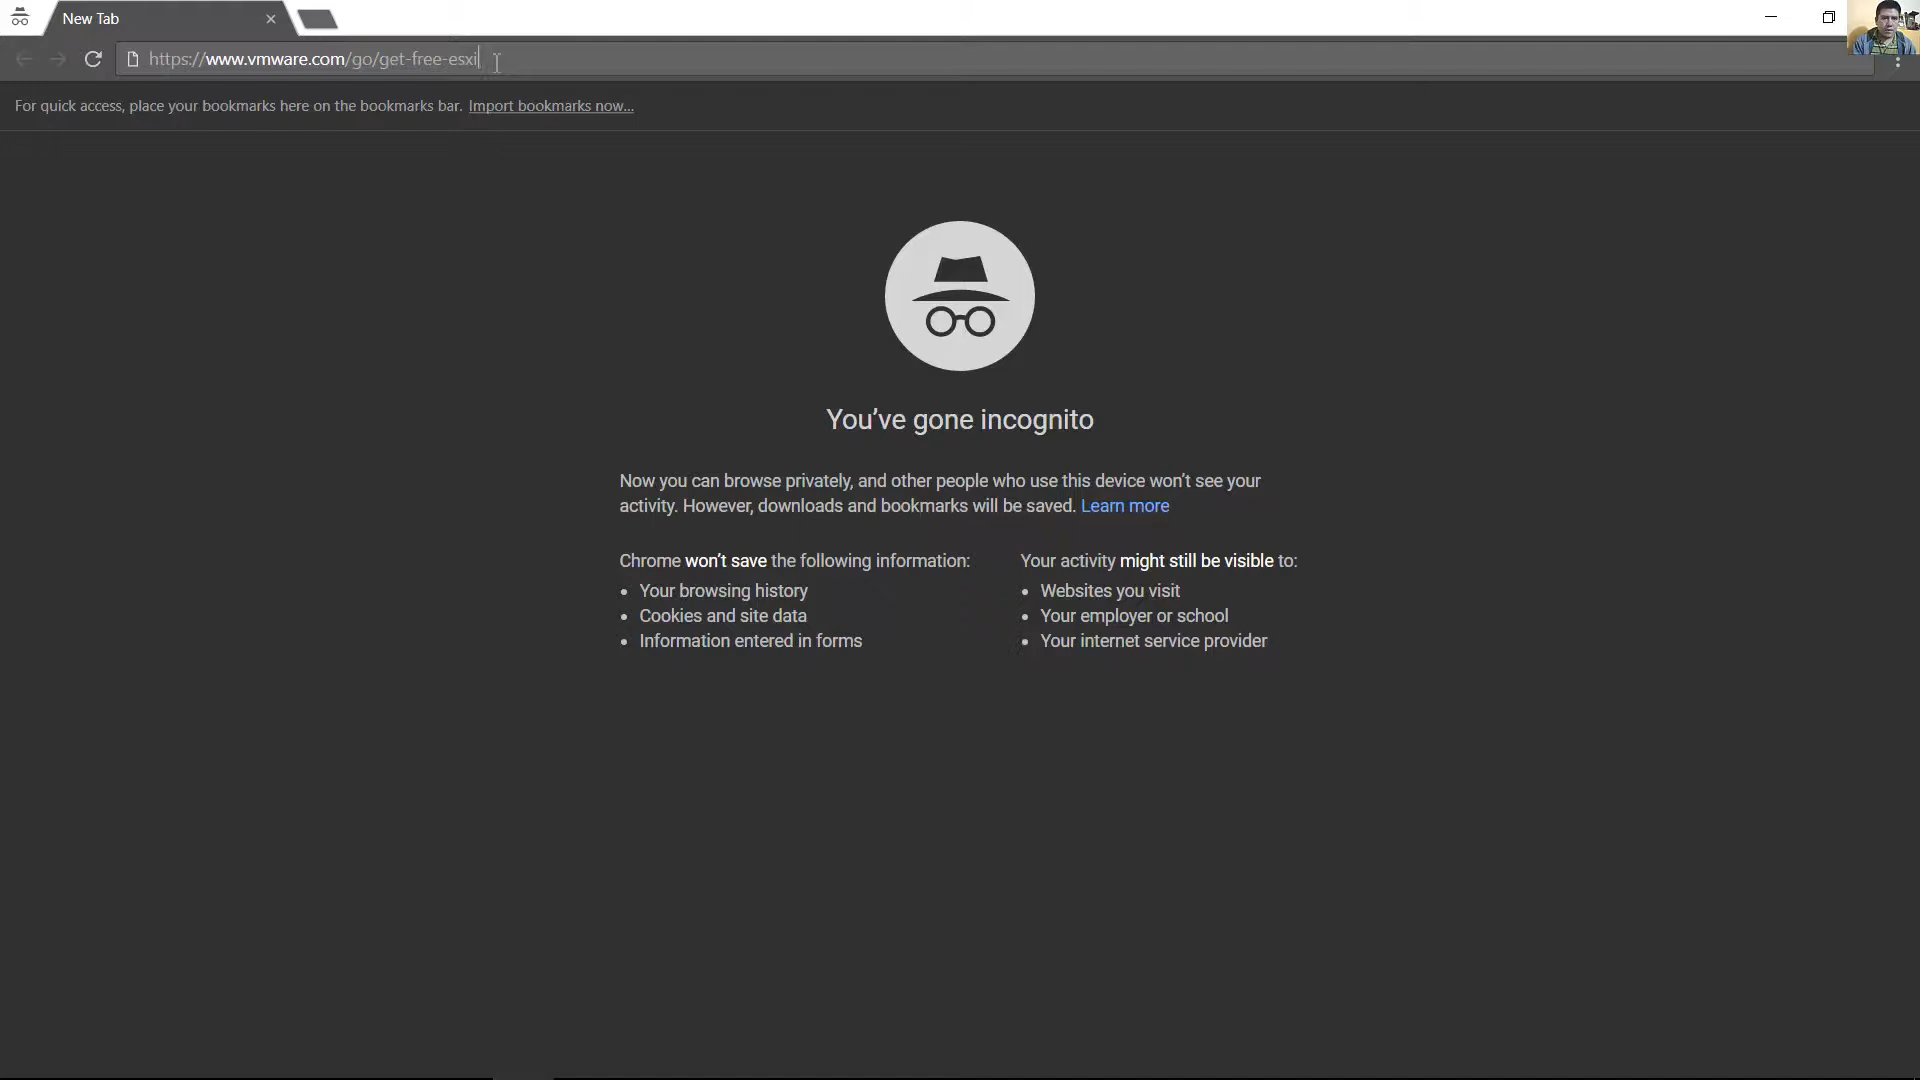 New Tab
https://www.vmware.com/go/get-free-esxi
For quick access, place your bookmarks here on the bookmarks bar. Import bookmarks now...
You've gone incognito
Now you can browse privately, and other people who use this device won't see your
activity. However, downloads and bookmarks will be saved. Learn more
Chrome won't save the following information:
Your browsing history
Cookies and site data
Information entered in forms
Your activity might still be visible to:
Websites you visit
Your employer or school
Your internet service provider